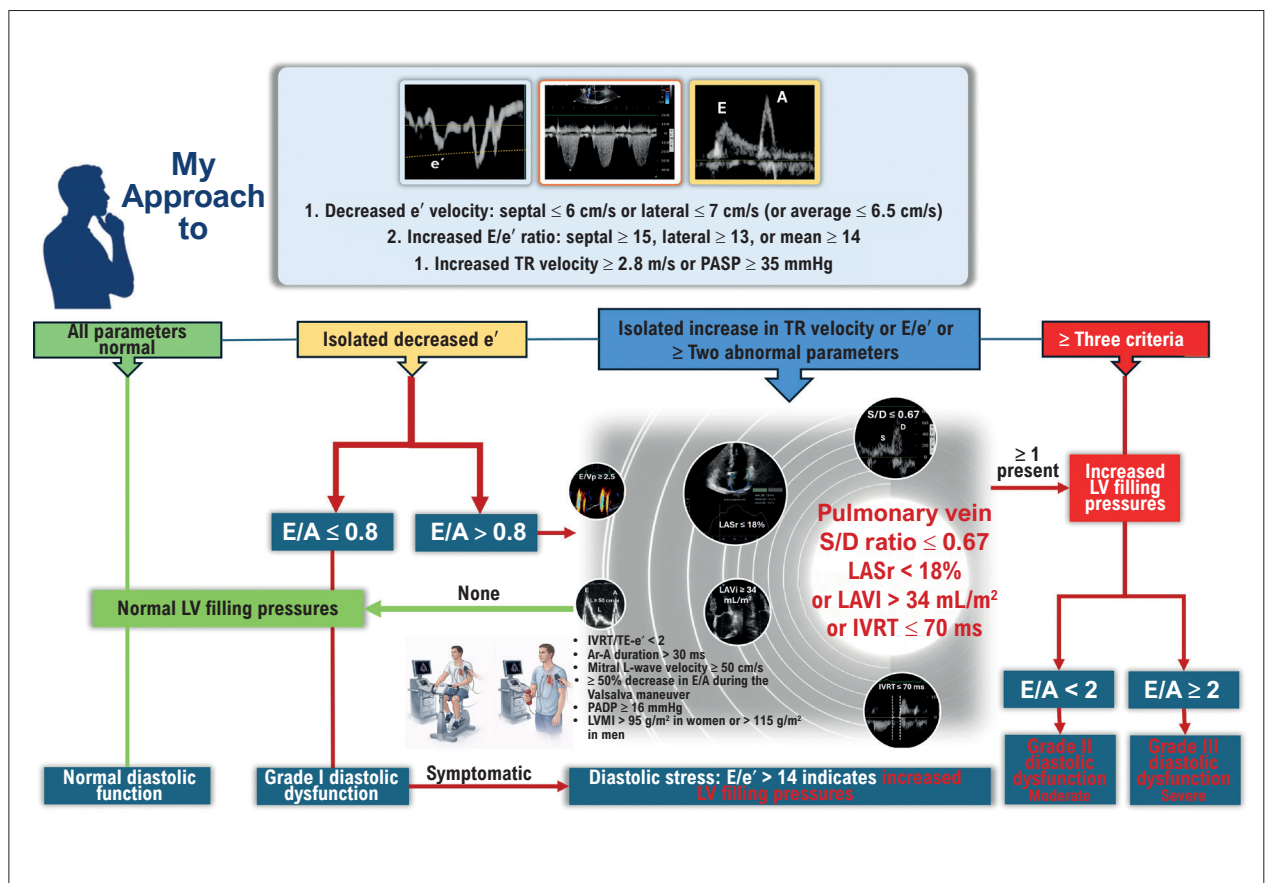 My
Approach
to
e′
E
A
1. Decreased e′ velocity: septal ≤ 6 cm/s or lateral ≤ 7 cm/s (or average ≤ 6.5 cm/s)
2. Increased E/e′ ratio: septal ≥ 15, lateral ≥ 13, or mean ≥ 14
1. Increased TR velocity ≥ 2.8 m/s or PASP ≥ 35 mmHg
All parameters
normal
Isolated decreased e′
Isolated increase in TR velocity or E/e′ or
≥ Two abnormal parameters
≥ Three criteria
S/D ≤ 0.67
S
D
≥ 1
present
Increased
LV filling
pressures
E/Vp ≥ 2.5
LASr ≤ 18%
E/A ≤ 0.8
E/A > 0.8
Pulmonary vein
S/D ratio ≤ 0.67
LASr < 18%
or LAVI > 34 mL/m²
or IVRT ≤ 70 ms
Normal LV filling pressures
None
E
A
L ≥ 50 cm/s
L
LAVi ≥ 34
mL/m²
• IVRT/TE-e′ < 2
• Ar-A duration > 30 ms
• Mitral L-wave velocity ≥ 50 cm/s
• ≥ 50% decrease in E/A during the
Valsalva maneuver
• PADP ≥ 16 mmHg
• LVMI > 95 g/m² in women or > 115 g/m²
in men
IVRT ≤ 70 ms
E/A < 2
E/A ≥ 2
Grade II
diastolic
dysfunction
Moderate
Grade III
diastolic
dysfunction
Severe
Normal diastolic
function
Grade I diastolic
dysfunction
Symptomatic
Diastolic stress: E/e′ > 14 indicates increased
LV filling pressures